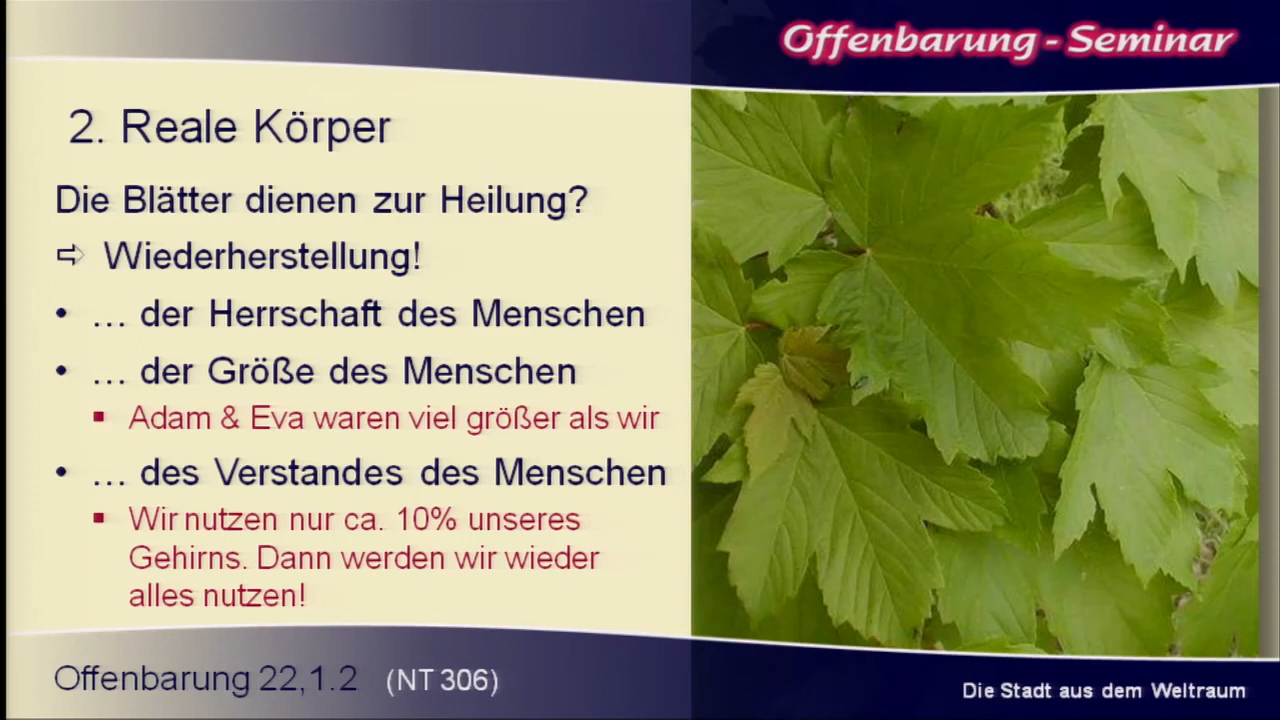 Offenbarung - Seminar
2. Reale Körper
Die Blätter dienen zur Heilung?
⇨ Wiederherstellung!
• … der Herrschaft des Menschen
• … der Größe des Menschen
▪ Adam & Eva waren viel größer als wir
• … des Verstandes des Menschen
▪ Wir nutzen nur ca. 10% unseres
Gehirns. Dann werden wir wieder
alles nutzen!
Offenbarung 22,1.2 (NT 306)
Die Stadt aus dem Weltraum